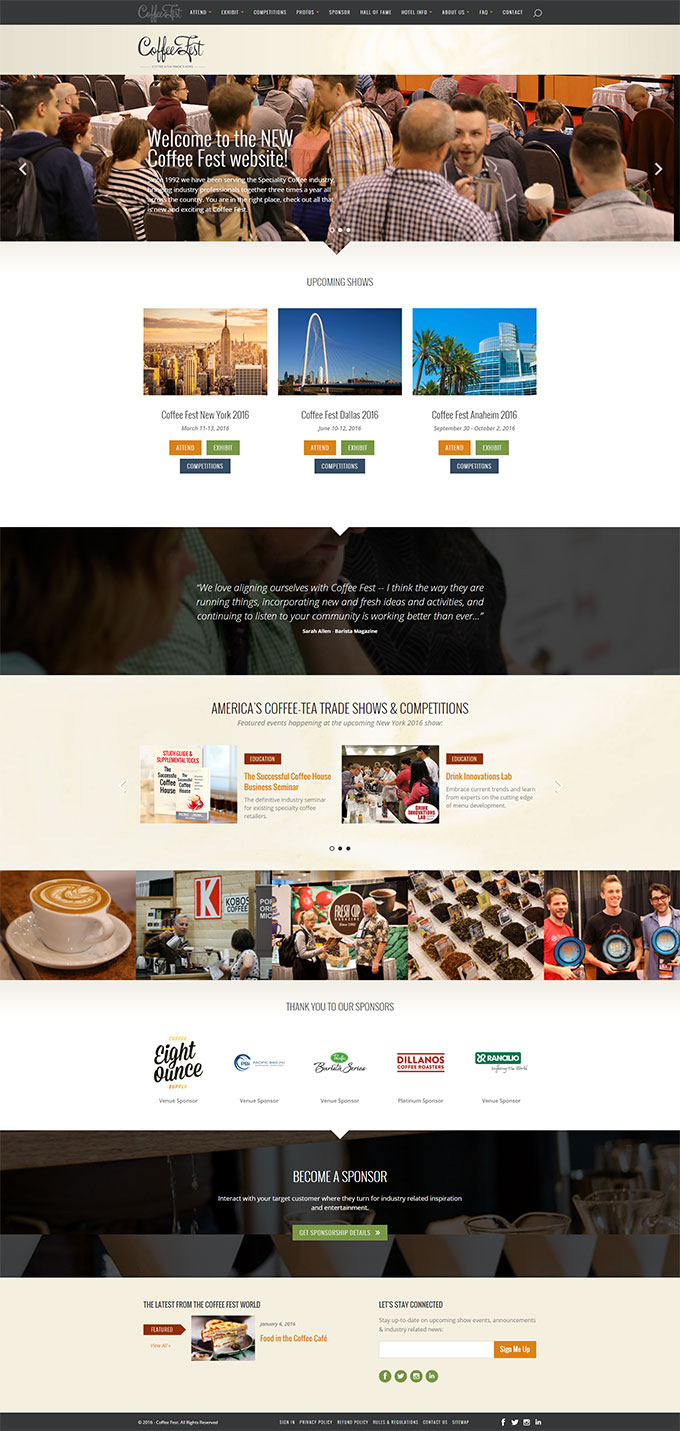 Coffee Fest ATTEND EXHIBIT COMPETITIONS PHOTOS SPONSOR HALL OF FAME HOTEL INFO ABOUT US FAQ CONTACT
Coffee Fest
Welcome to the NEW
Coffee Fest website!
Since 1992 we have been serving the Speciality Coffee industry,
bringing industry professionals together three times a year all
across the country. You are in the right place, check out all that
is new and exciting at Coffee Fest.
UPCOMING SHOWS
Coffee Fest New York 2016
March 11-13, 2016
ATTEND EXHIBIT
COMPETITIONS
Coffee Fest Dallas 2016
June 10-12, 2016
ATTEND EXHIBIT
COMPETITIONS
Coffee Fest Anaheim 2016
September 30 - October 2, 2016
ATTEND EXHIBIT
COMPETITONS
“We love aligning ourselves with Coffee Fest -- I think the way they are
running things, incorporating new and fresh ideas and activities, and
continuing to listen to your community is working better than ever...”
Sarah Allen - Barista Magazine
AMERICA’S COFFEE-TEA TRADE SHOWS & COMPETITIONS
Featured events happening at the upcoming New York 2016 show:
STUDY GUIDE &
SUPPLEMENTAL TOOLS
The
Successful
Coffee
House
EDUCATION
The Successful Coffee House
Business Seminar
The definitive industry seminar
for existing specialty coffee
retailers.
DRINK
INNOVATIONS
LAB
EDUCATION
Drink Innovations Lab
Embrace current trends and learn
from experts on the cutting edge
of menu development.
K
KOBOS
COFFEE
FRESH CUP
MAGAZINE
Since 1992
THANK YOU TO OUR SPONSORS
COFFEE
Eight
Ounce
SUPPLY
Venue Sponsor
PBi PACIFIC BAG, INC
Venue Sponsor
Pacific
Barista Series
Venue Sponsor
DILLANOS
COFFEE ROASTERS
Platinum Sponsor
RANCILIO
Venue Sponsor
BECOME A SPONSOR
Interact with your target customer where they turn for industry related inspiration
and entertainment.
GET SPONSORSHIP DETAILS »
THE LATEST FROM THE COFFEE FEST WORLD
FEATURED
View All »
January 6, 2016
Food in the Coffee Café
LET’S STAY CONNECTED
Stay up-to-date on upcoming show events, announcements
& industry related news:
Sign Me Up
© 2016 - Coffee Fest. All Rights Reserved
SIGN IN PRIVACY POLICY REFUND POLICY RULES & REGULATIONS CONTACT US SITEMAP